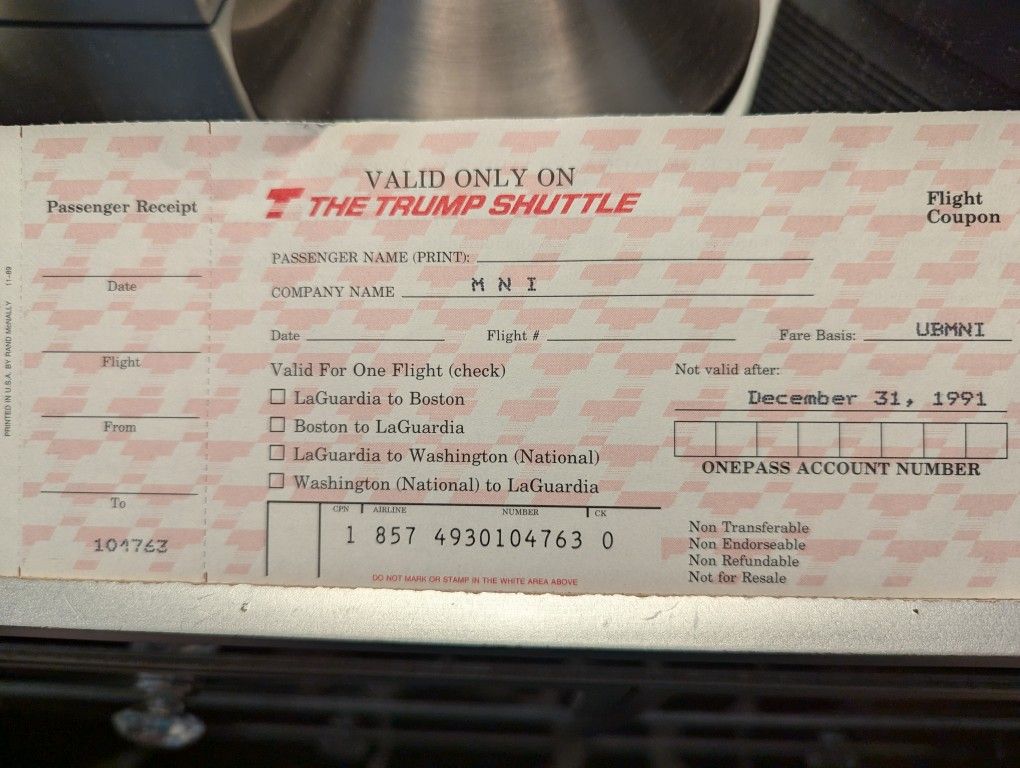 VALID ONLY ON
THE TRUMP SHUTTLE
Flight
Coupon
Passenger Receipt
Date
Flight
From
To
104763
PRINTED IN U.S.A. BY RAND McNALLY 11-89
PASSENGER NAME (PRINT):
COMPANY NAME M N I
Date Flight # Fare Basis: UBMNI
Valid For One Flight (check)
LaGuardia to Boston
Boston to LaGuardia
LaGuardia to Washington (National)
Washington (National) to LaGuardia
Not valid after:
December 31, 1991
ONEPASS ACCOUNT NUMBER
CPN AIRLINE NUMBER CK
1 857 4930104763 0
DO NOT MARK OR STAMP IN THE WHITE AREA ABOVE
Non Transferable
Non Endorseable
Non Refundable
Not for Resale